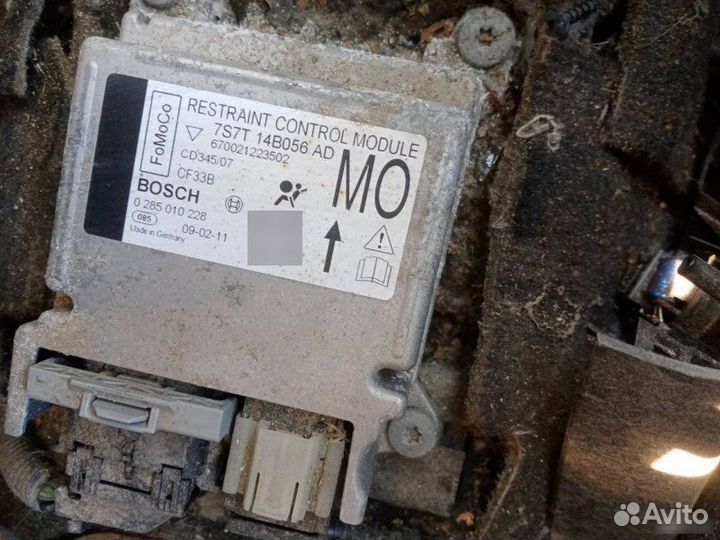 FoMoCo
RESTRAINT CONTROL MODULE
7S7T 14B056 AD
670021223502
CD345/07
CF33B
MO
BOSCH
0 285 010 228
085 09-02-11
Made in Germany
Avito